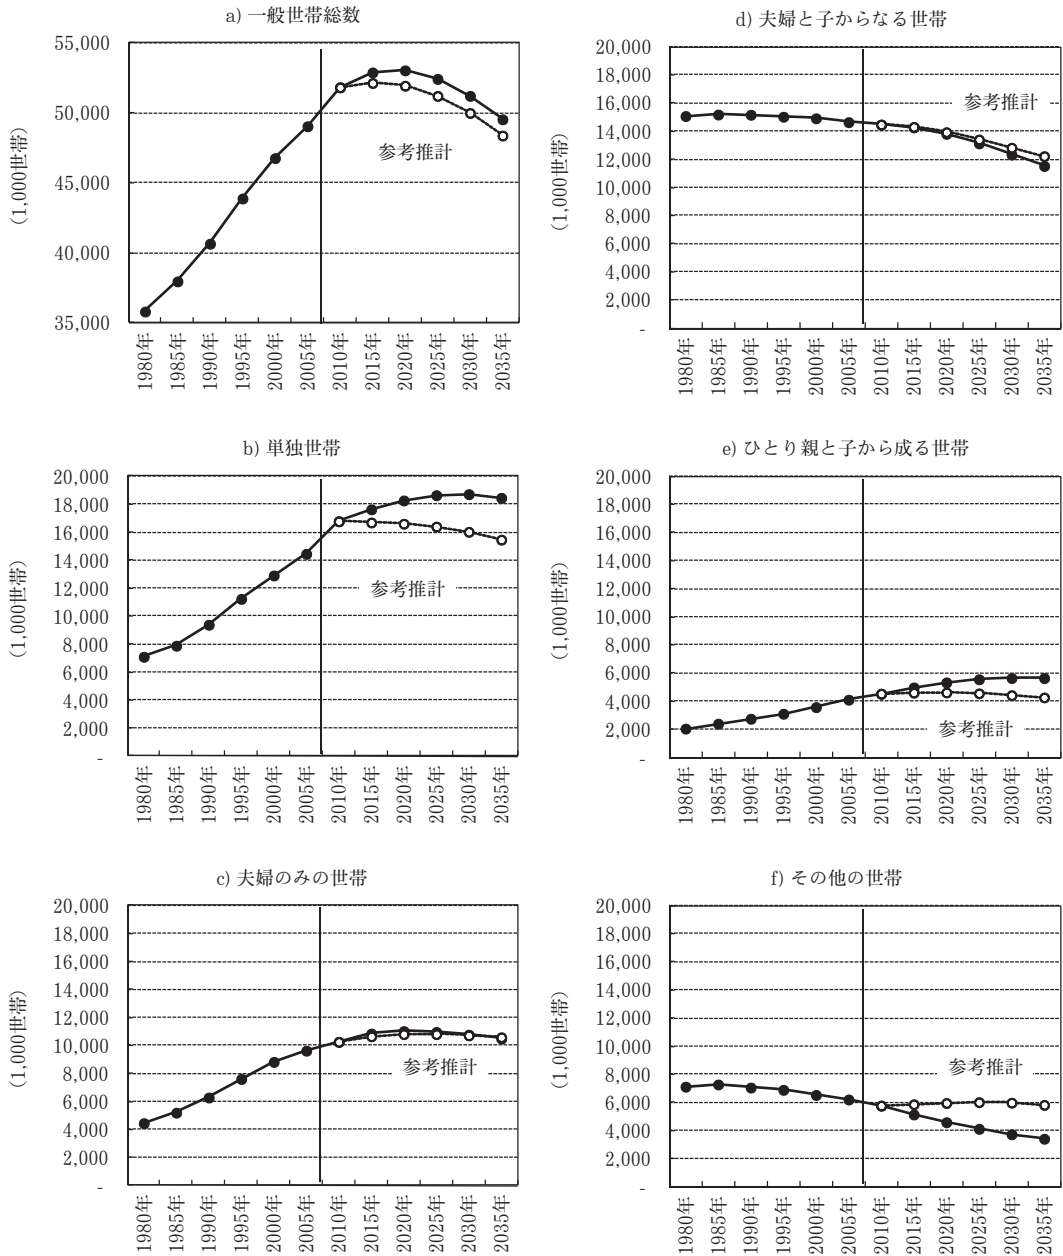 a) 一般世帯総数
55,000
50,000
45,000
40,000
35,000
(1,000世帯)
参考推計
1980年
1985年
1990年
1995年
2000年
2005年
2010年
2015年
2020年
2025年
2030年
2035年
b) 単独世帯
20,000
18,000
16,000
14,000
12,000
10,000
8,000
6,000
4,000
2,000
-
(1,000世帯)
参考推計
1980年
1985年
1990年
1995年
2000年
2005年
2010年
2015年
2020年
2025年
2030年
2035年
c) 夫婦のみの世帯
20,000
18,000
16,000
14,000
12,000
10,000
8,000
6,000
4,000
2,000
-
(1,000世帯)
参考推計
1980年
1985年
1990年
1995年
2000年
2005年
2010年
2015年
2020年
2025年
2030年
2035年
d) 夫婦と子からなる世帯
20,000
18,000
16,000
14,000
12,000
10,000
8,000
6,000
4,000
2,000
-
(1,000世帯)
参考推計
1980年
1985年
1990年
1995年
2000年
2005年
2010年
2015年
2020年
2025年
2030年
2035年
e) ひとり親と子から成る世帯
20,000
18,000
16,000
14,000
12,000
10,000
8,000
6,000
4,000
2,000
-
(1,000世帯)
参考推計
1980年
1985年
1990年
1995年
2000年
2005年
2010年
2015年
2020年
2025年
2030年
2035年
f) その他の世帯
20,000
18,000
16,000
14,000
12,000
10,000
8,000
6,000
4,000
2,000
-
(1,000世帯)
参考推計
1980年
1985年
1990年
1995年
2000年
2005年
2010年
2015年
2020年
2025年
2030年
2035年